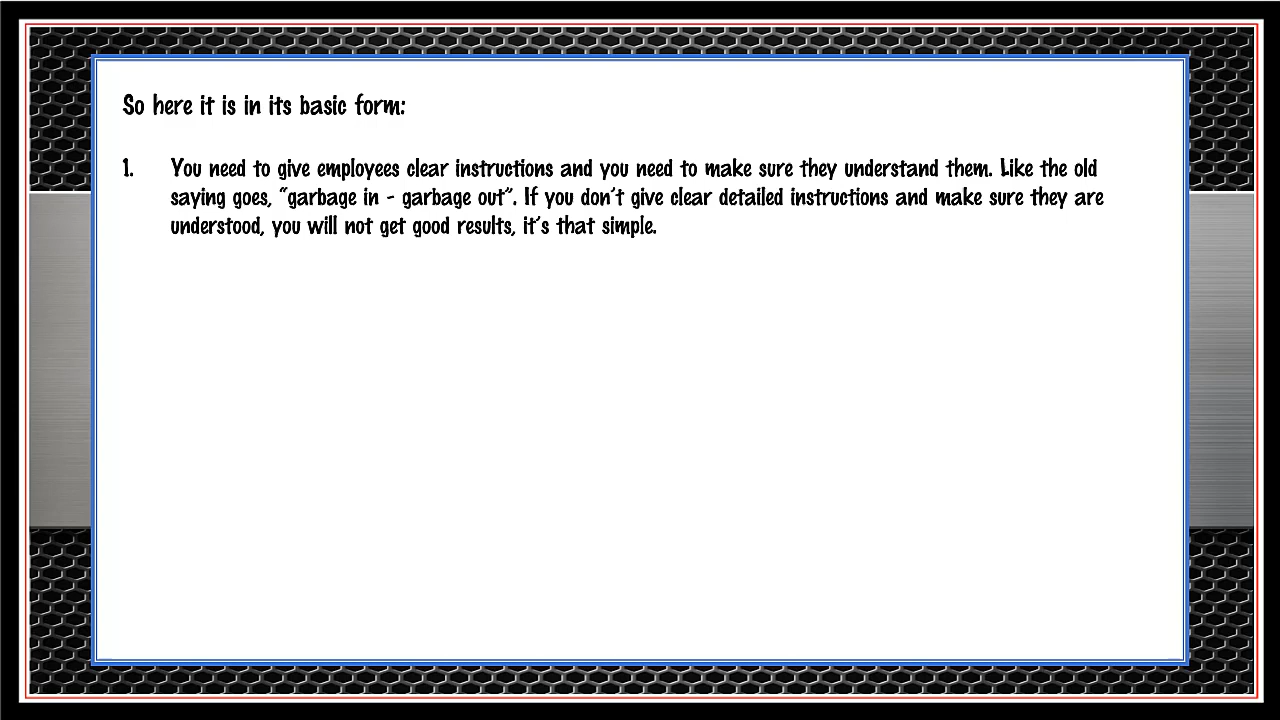 So here it is in its basic form:
1. You need to give employees clear instructions and you need to make sure they understand them. Like the old
saying goes, “garbage in - garbage out”. If you don’t give clear detailed instructions and make sure they are
understood, you will not get good results, it’s that simple.